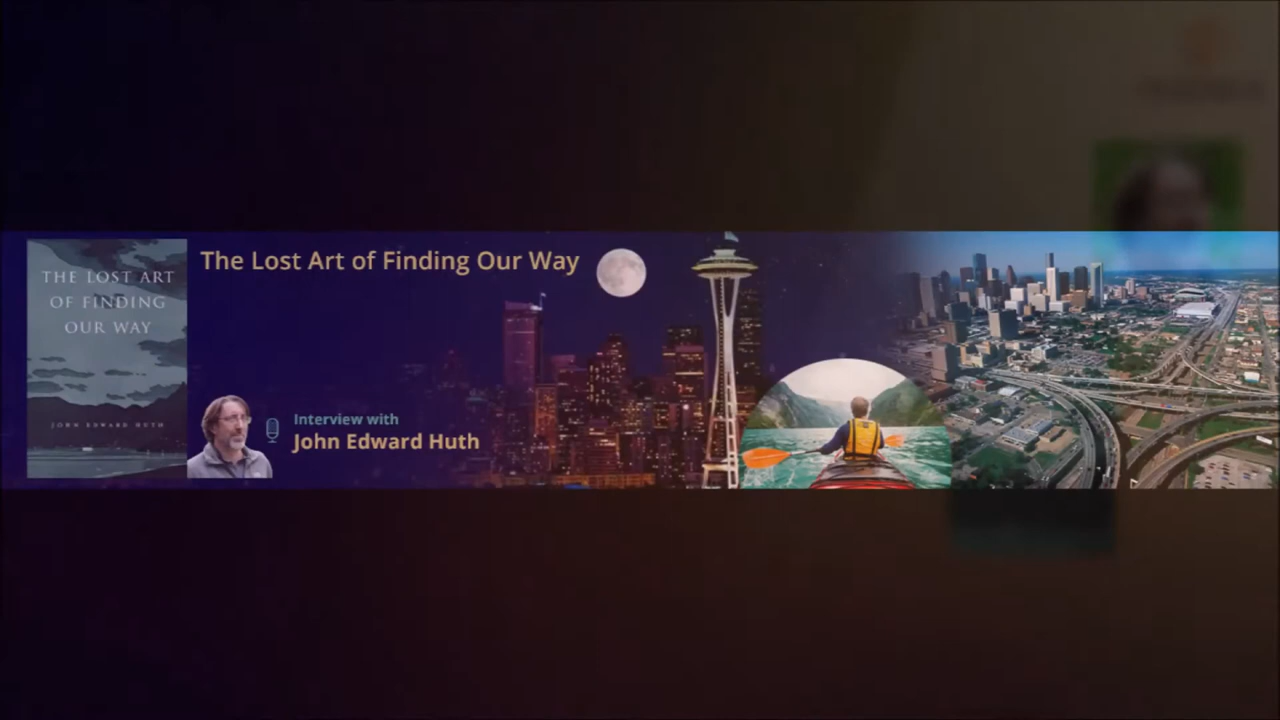 THE LOST ART
OF FINDING
OUR WAY
JOHN EDWARD HUTH
The Lost Art of Finding Our Way
Interview with
John Edward Huth